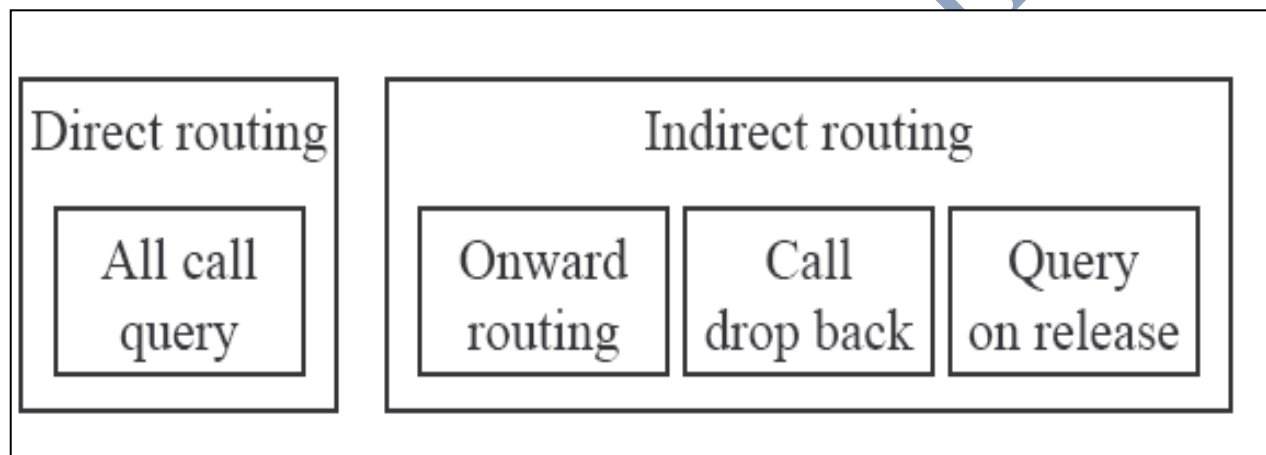 Direct routing
Indirect routing
All call
query
Onward
routing
Call
drop back
Query
on release